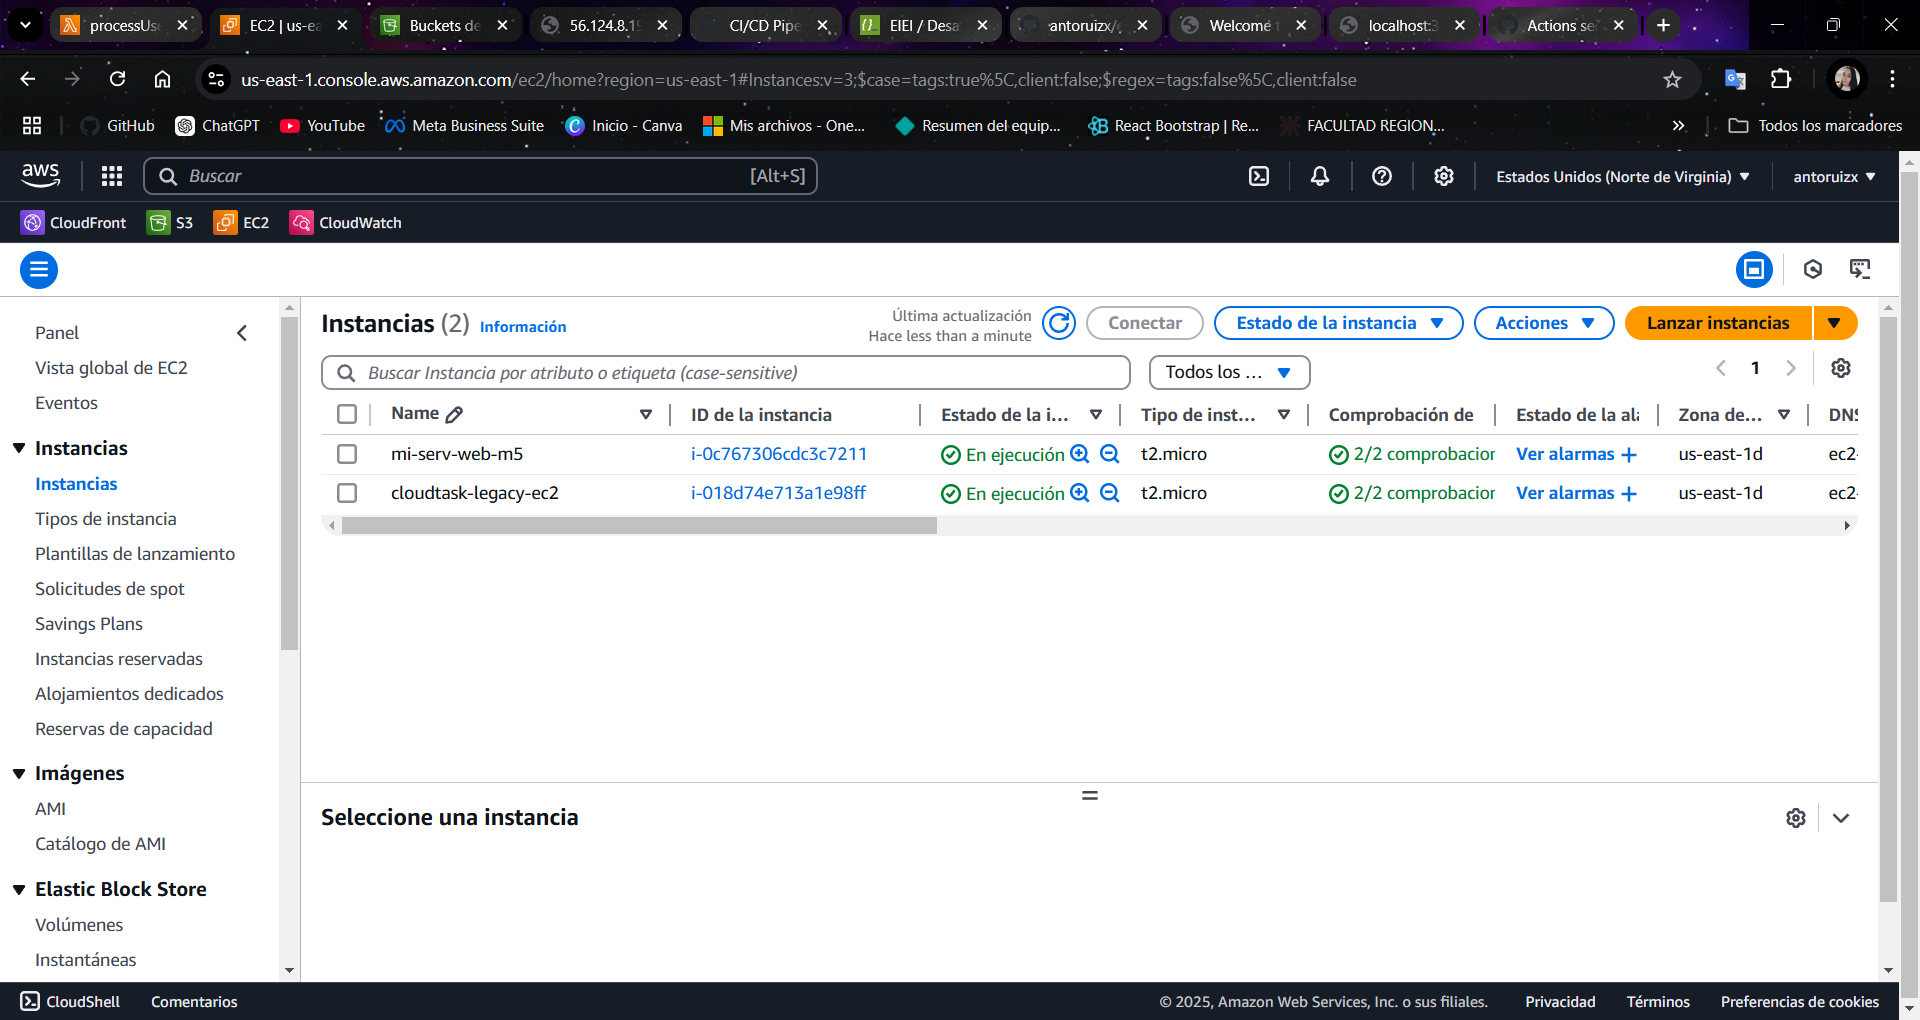 processUse
EC2 | us-ea
Buckets de
56.124.8.19
CI/CD Pipe
EIEI / Desa
antoruizx/
Welcome t
localhost:3
Actions se
us-east-1.console.aws.amazon.com/ec2/home?region=us-east-1#Instances:v=3;$case=tags:true%5C,client:false;$regex=tags:false%5C,client:false
GitHub
ChatGPT
YouTube
Meta Business Suite
Inicio - Canva
Mis archivos - One...
Resumen del equip...
React Bootstrap | Re...
FACULTAD REGION...
Todos los marcadores
aws
Buscar
[Alt+S]
Estados Unidos (Norte de Virginia)
antoruizx
CloudFront
S3
EC2
CloudWatch
Panel
Vista global de EC2
Eventos
Instancias
Instancias
Tipos de instancia
Plantillas de lanzamiento
Solicitudes de spot
Savings Plans
Instancias reservadas
Alojamientos dedicados
Reservas de capacidad
Imágenes
AMI
Catálogo de AMI
Elastic Block Store
Volúmenes
Instantáneas
Instancias (2) Información
Última actualización
Hace less than a minute
Conectar
Estado de la instancia
Acciones
Lanzar instancias
Buscar Instancia por atributo o etiqueta (case-sensitive)
Todos los ...
1
Name
ID de la instancia
Estado de la i...
Tipo de inst...
Comprobación de
Estado de la al
Zona de...
DNS
mi-serv-web-m5
i-0c767306cdc3c7211
En ejecución
t2.micro
2/2 comprobacior
Ver alarmas +
us-east-1d
ec2-
cloudtask-legacy-ec2
i-018d74e713a1e98ff
En ejecución
t2.micro
2/2 comprobacior
Ver alarmas +
us-east-1d
ec2-
Seleccione una instancia
CloudShell
Comentarios
© 2025, Amazon Web Services, Inc. o sus filiales.
Privacidad
Términos
Preferencias de cookies